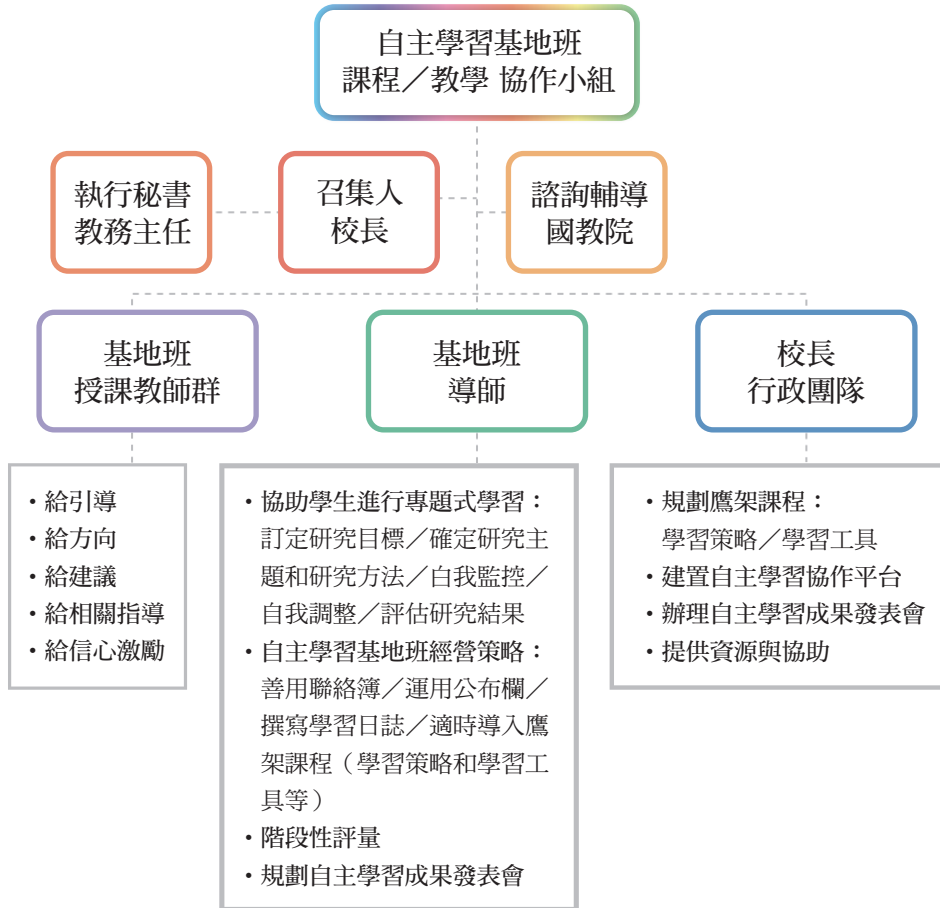 自主學習基地班
課程／教學 協作小組
執行秘書
教務主任
召集人
校長
諮詢輔導
國教院
基地班
授課教師群
基地班
導師
校長
行政團隊
・給引導
・給方向
・給建議
・給相關指導
・給信心激勵
・協助學生進行專題式學習：
訂定研究目標／確定研究主
題和研究方法／白我監控／
自我調整／評估研究結果
・自主學習基地班經營策略：
善用聯絡簿／運用公布欄／
撰寫學習日誌／適時導入鷹
架課程（學習策略和學習工
具等）
・階段性評量
・規劃自主學習成果發表會
・規劃鷹架課程：
學習策略／學習工具
・建置自主學習協作平台
・辦理自主學習成果發表會
・提供資源與協助